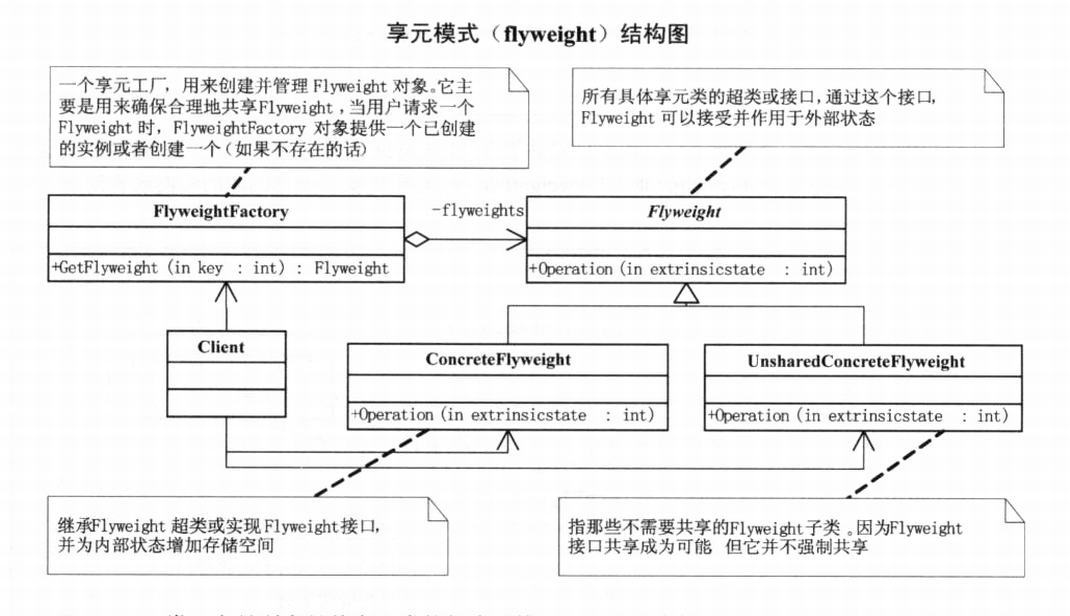 享元模式（flyweight）结构图
一个享元工厂，用来创建并管理 Flyweight 对象。它主
要是用来确保合理地共享Flyweight，当用户请求一个
Flyweight 时，FlyweightFactory 对象提供一个已创建
的实例或者创建一个（如果不存在的话）
所有具体享元类的超类或接口，通过这个接口，
Flyweight 可以接受并作用于外部状态
FlyweightFactory
+GetFlyweight (in key : int) : Flyweight
-flyweights
Flyweight
+Operation (in extrinsicstate : int)
Client
ConcreteFlyweight
+Operation (in extrinsicstate : int)
UnsharedConcreteFlyweight
+Operation (in extrinsicstate : int)
继承Flyweight 超类或实现 Flyweight接口，
并为内部状态增加存储空间
指那些不需要共享的Flyweight 子类。因为Flyweight
接口共享成为可能 但它并不强制共享